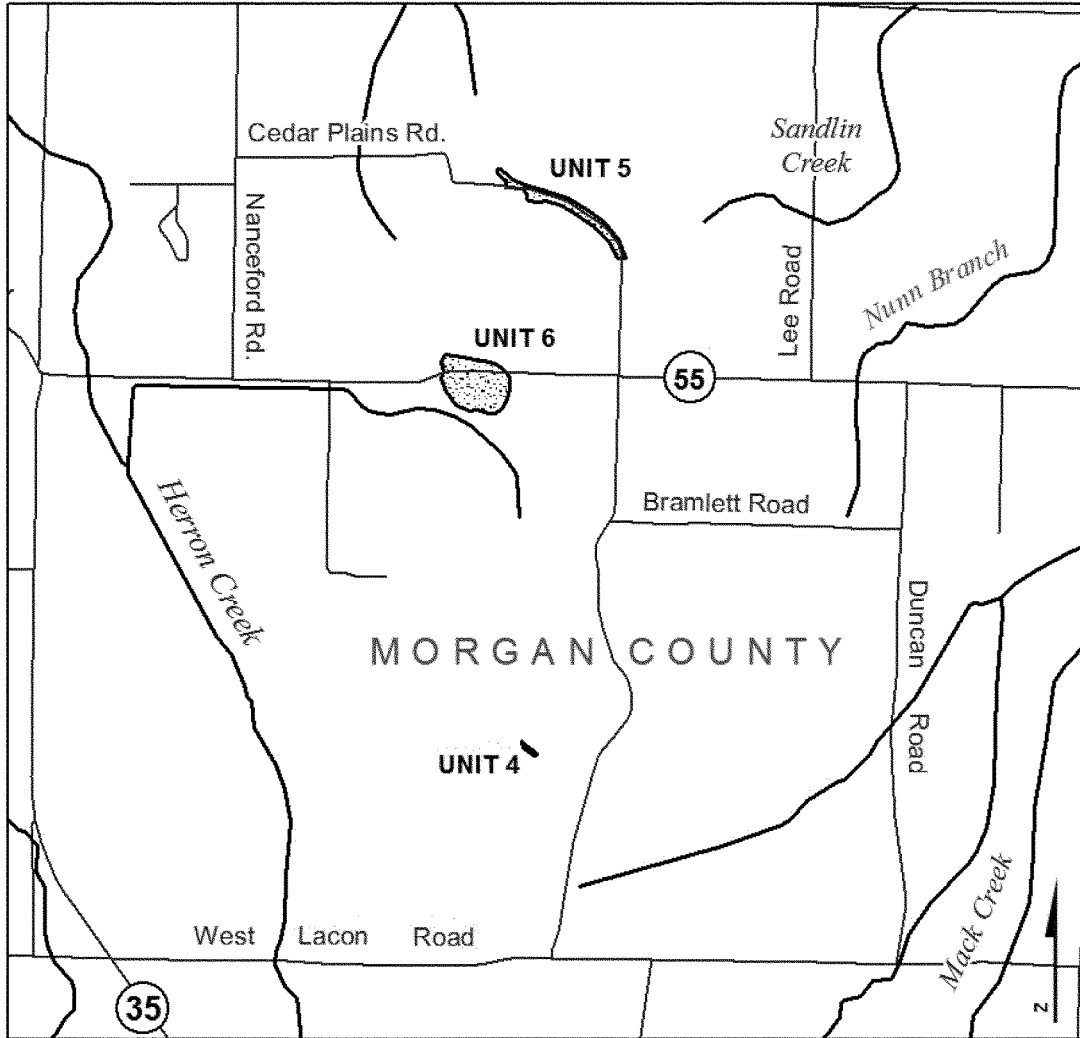 Cedar Plains Rd.
UNIT 5
Sandlin
Creek
Nanceford Rd.
Lee Road
Nunn Branch
UNIT 6
55
Herron Creek
Bramlett Road
Duncan Road
MORGAN COUNTY
UNIT 4
West Lacon Road
Mack Creek
35
N